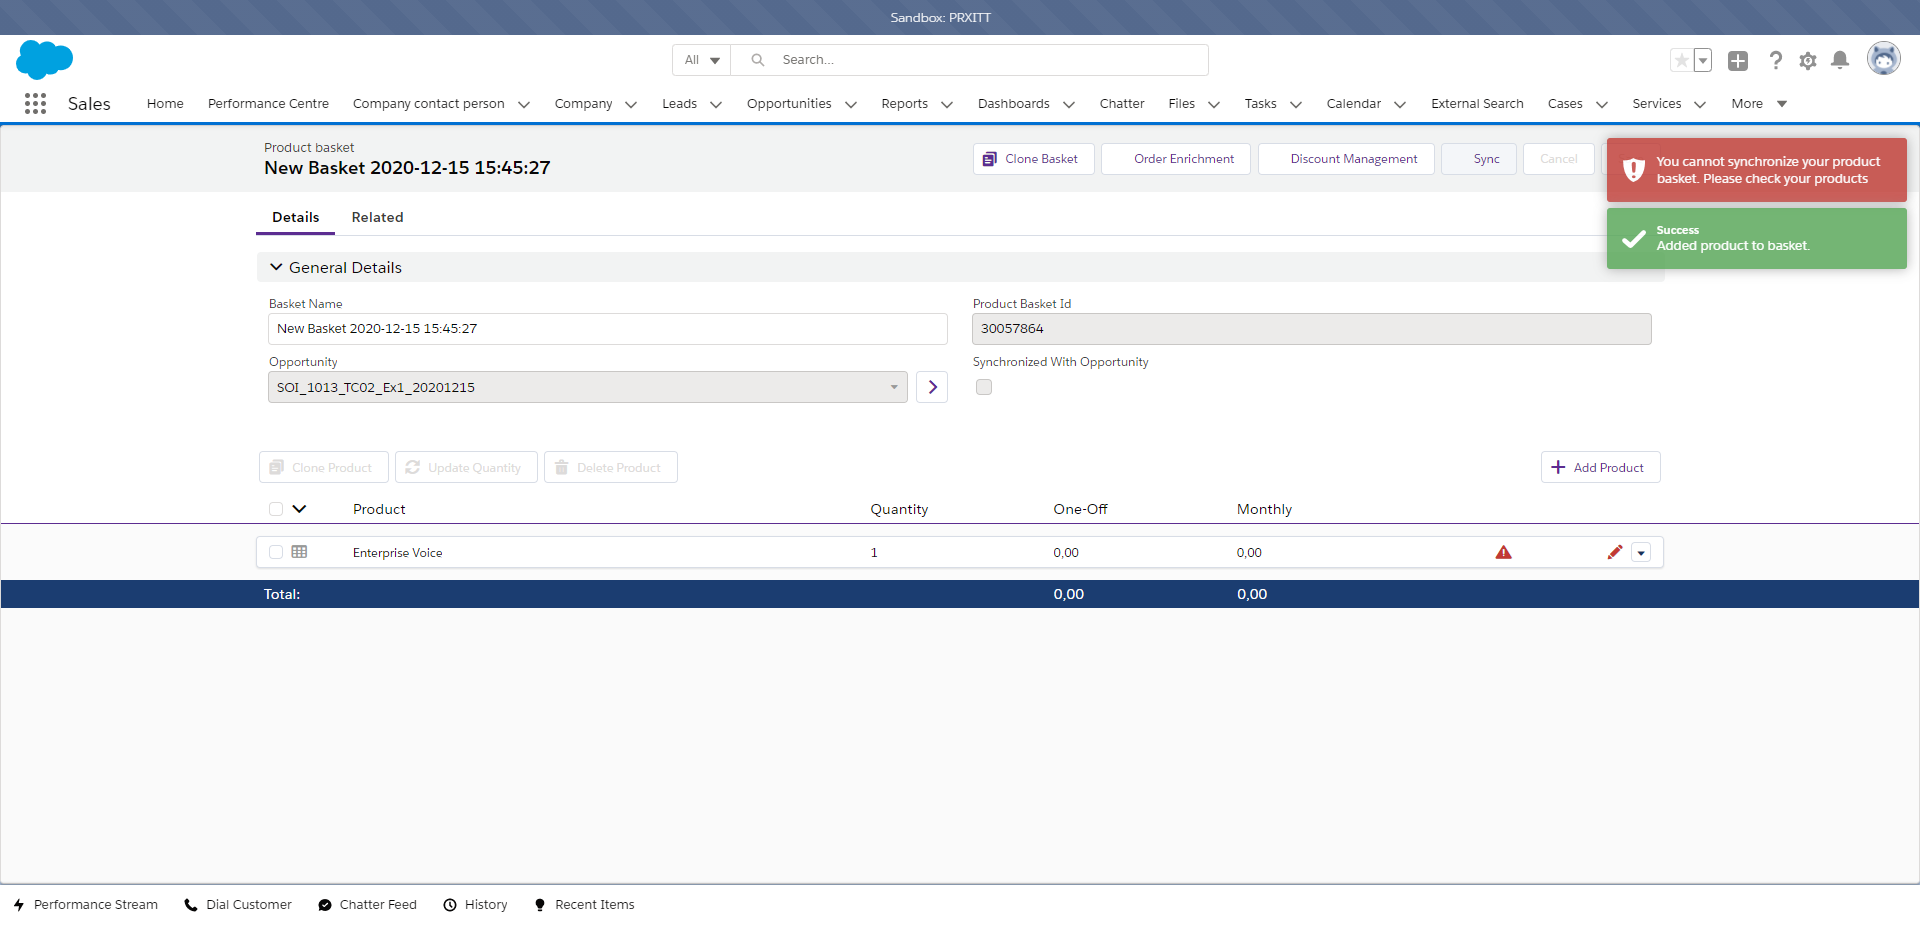 Sandbox: PRXITT
All
Search...
Sales
Home
Performance Centre
Company contact person
Company
Leads
Opportunities
Reports
Dashboards
Chatter
Files
Tasks
Calendar
External Search
Cases
Services
More
Product basket
New Basket 2020-12-15 15:45:27
Clone Basket
Order Enrichment
Discount Management
Sync
Cancel
You cannot synchronize your product
basket. Please check your products
Success
Added product to basket.
Details
Related
General Details
Basket Name
New Basket 2020-12-15 15:45:27
Product Basket Id
30057864
Opportunity
SOI_1013_TC02_Ex1_20201215
Synchronized With Opportunity
Clone Product
Update Quantity
Delete Product
Add Product
Product Quantity One-Off Monthly
Enterprise Voice 1 0,00 0,00
Total: 0,00 0,00
Performance Stream
Dial Customer
Chatter Feed
History
Recent Items